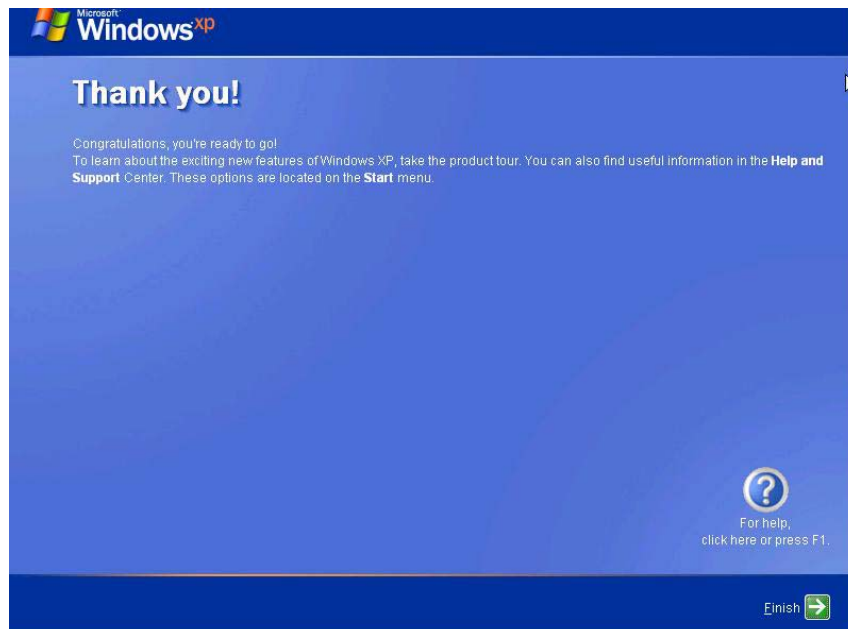 Microsoft
Windows xp
Thank you!
Congratulations, you're ready to go!
To learn about the exciting new features of Windows XP, take the product tour. You can also find useful information in the Help and
Support Center. These options are located on the Start menu.
For help,
click here or press F1.
Finish